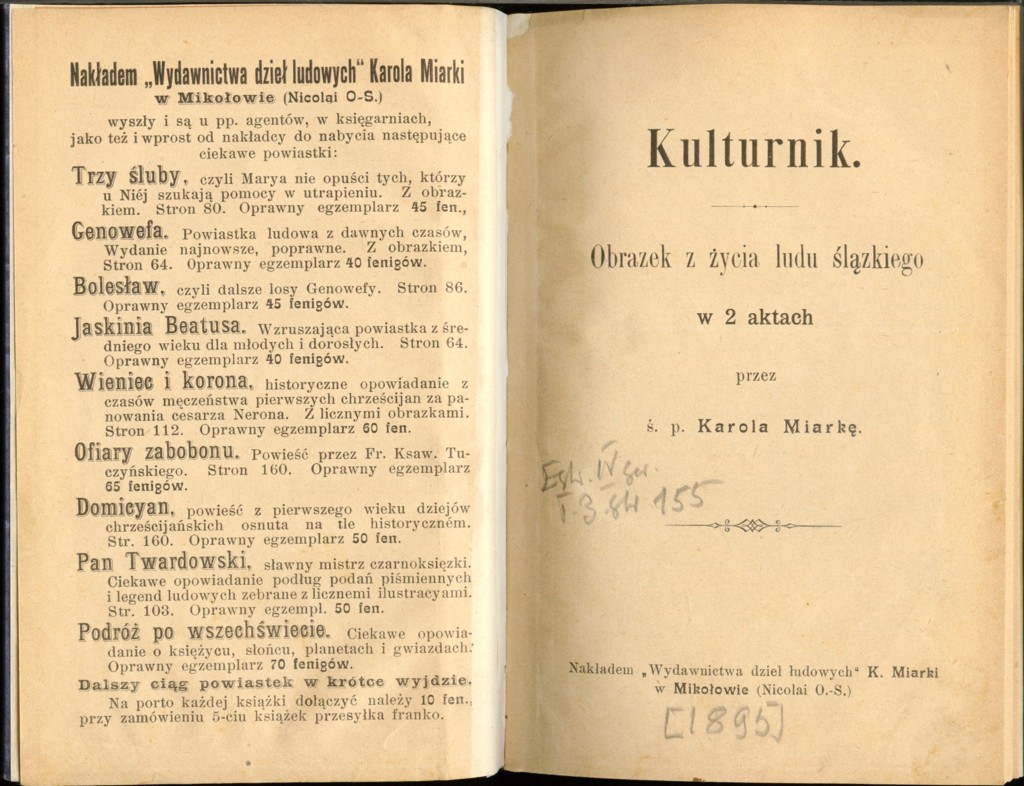 Nakładem „Wydawnictwa dzieł ludowych“ Karola Miarki
w Mikołowie (Nicolai O-S.)
wyszły i są u pp. agentów, w księgarniach,
jako też i wprost od nakładcy do nabycia następujące
ciekawe powiastki:
Trzy śluby, czyli Marya nie opuści tych, którzy
u Niéj szukają pomocy w utrapieniu. Z obraz-
kiem. Stron 80. Oprawny egzemplarz 45 fen.,
Genowefa. Powiastka ludowa z dawnych czasów,
Wydanie najnowsze, poprawne. Z obrazkiem,
Stron 64. Oprawny egzemplarz 40 fenigów.
Bolesław, czyli dalsze losy Genowefy. Stron 86.
Oprawny egzemplarz 45 fenigów.
Jaskinia Beatusa. Wzruszająca powiastka z śre-
dniego wieku dla młodych i dorosłych. Stron 64.
Oprawny egzemplarz 40 fenigów.
Wieniec i korona, historyczne opowiadanie z
czasów męczeństwa pierwszych chrześcijan za pa-
nowania cesarza Nerona. Z licznymi obrazkami.
Stron 112. Oprawny egzemplarz 60 fen.
Ofiary zabobonu. Powieść przez Fr. Ksaw. Tu-
czyńskiego. Stron 160. Oprawny egzemplarz
65 fenigów.
Domicyan, powieść z pierwszego wieku dziejów
chrześcijańskich osnuta na tle historyczném.
Str. 160. Oprawny egzemplarz 50 fen.
Pan Twardowski, sławny mistrz czarnoksięzki.
Ciekawe opowiadanie podług podań piśmiennych
i legend ludowych zebrane z licznemi ilustracyami.
Str. 103. Oprawny egzempl. 50 fen.
Podróż po wszechświecie. Ciekawe opowia-
danie o księżycu, słońcu, planetach i gwiazdach.
Oprawny egzemplarz 70 fenigów.
Dalszy ciąg powiastek w krótce wyjdzie.
Na porto każdej książki dołączyć należy 10 fen.,
przy zamówieniu 5-ciu książek przesyłka franko.
Kulturnik.
Obrazek z życia ludu ślązkiego
w 2 aktach
przez
ś. p. Karola Miarkę.
Egz. IV
I. 3 155
Nakładem „Wydawnictwa dzieł ludowych“ K. Miarki
w Mikołowie (Nicolai O.-S.)
[1895]